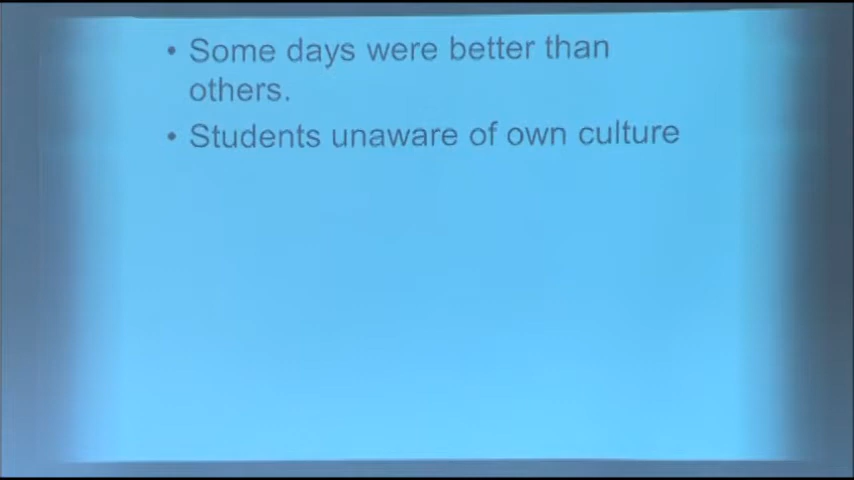 • Some days were better than
others.
• Students unaware of own culture